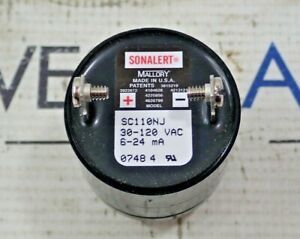 SONALERT
MALLORY
MADE IN U.S.A.
PATENTS
+
-
MODEL
SC110NJ
30-120 VAC
6-24 mA
0748 4